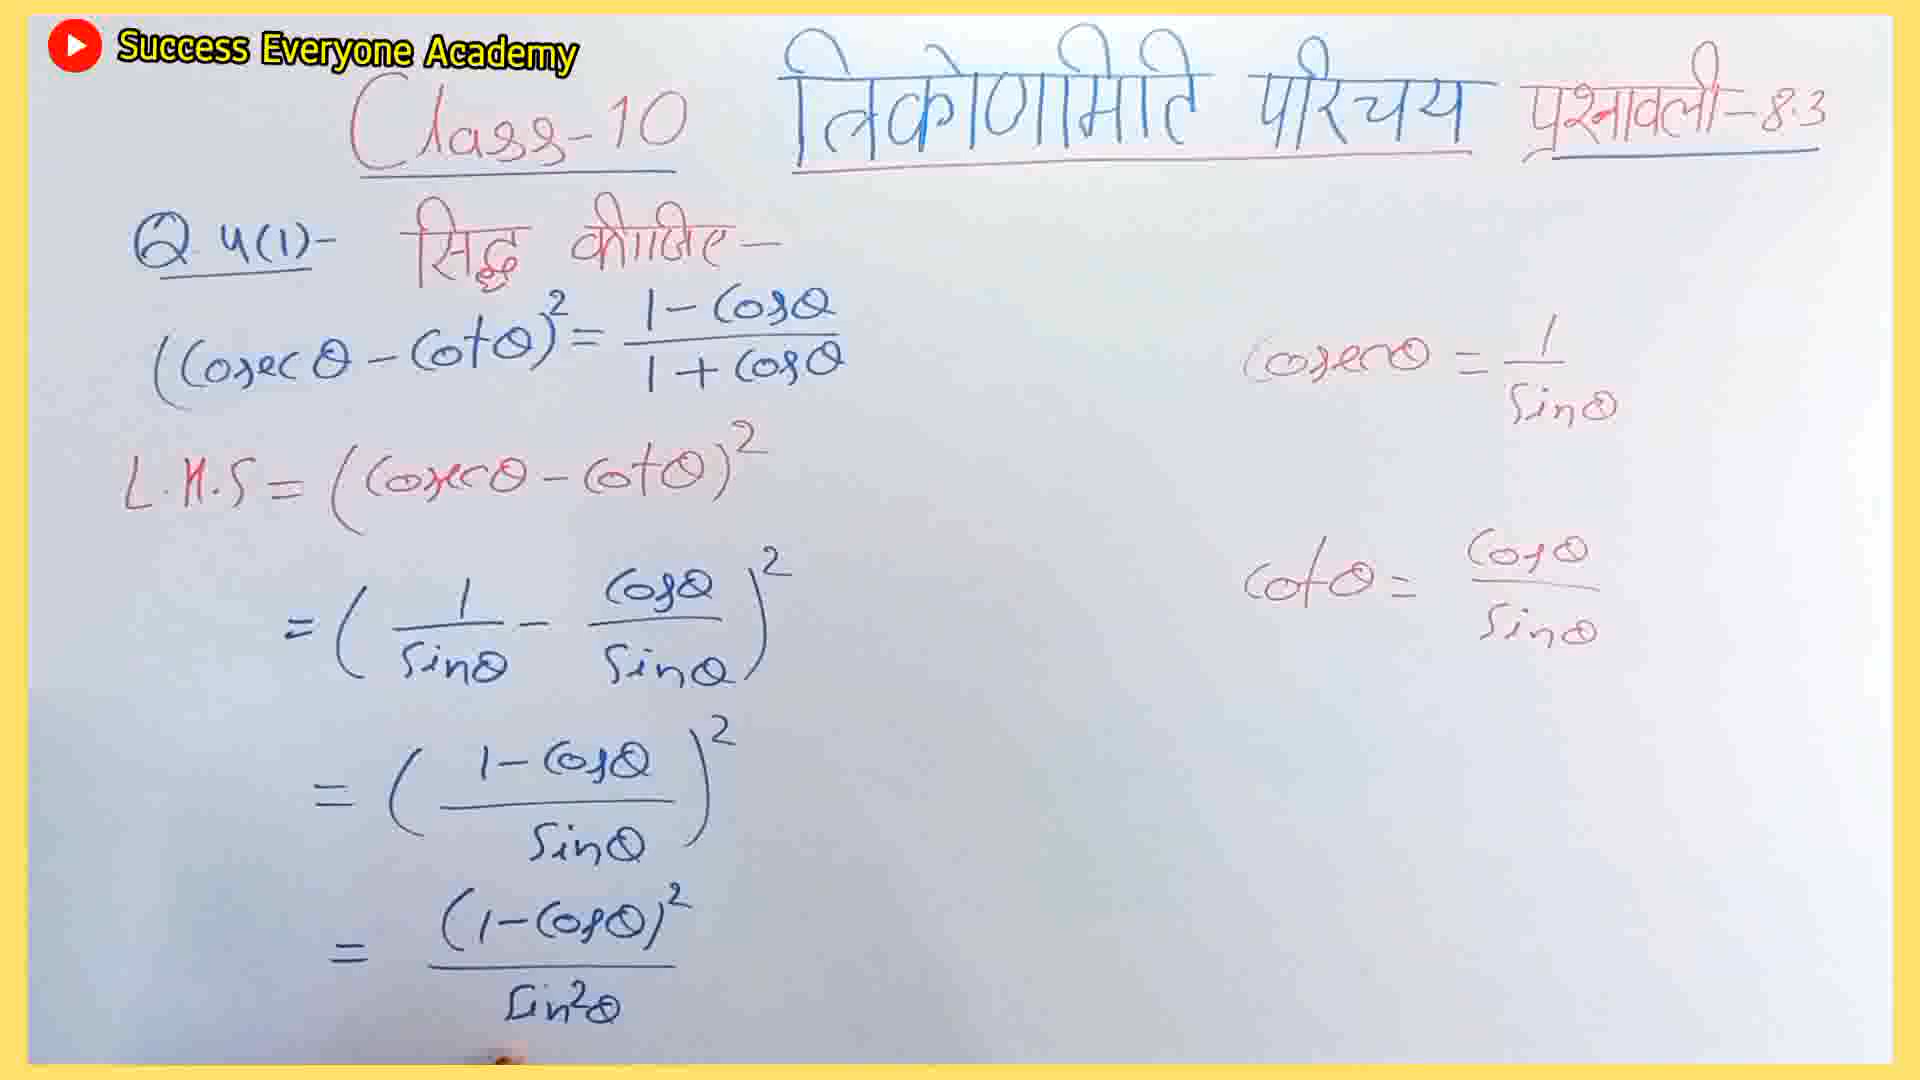 Success Everyone Academy
Class-10 त्रिकोणमिति परिचय प्रश्नावली-8.3
Q.4(1)- सिद्ध कीजिए-
(Cosecθ - Cotθ)² = (1 - Cosθ)/(1 + Cosθ)
L.H.S = (Cosecθ - Cotθ)²
= (1/Sinθ - Cosθ/Sinθ)²
= ((1 - Cosθ)/Sinθ)²
= (1 - Cosθ)²/Sin²θ
Cosecθ = 1/Sinθ
Cotθ = Cosθ/Sinθ